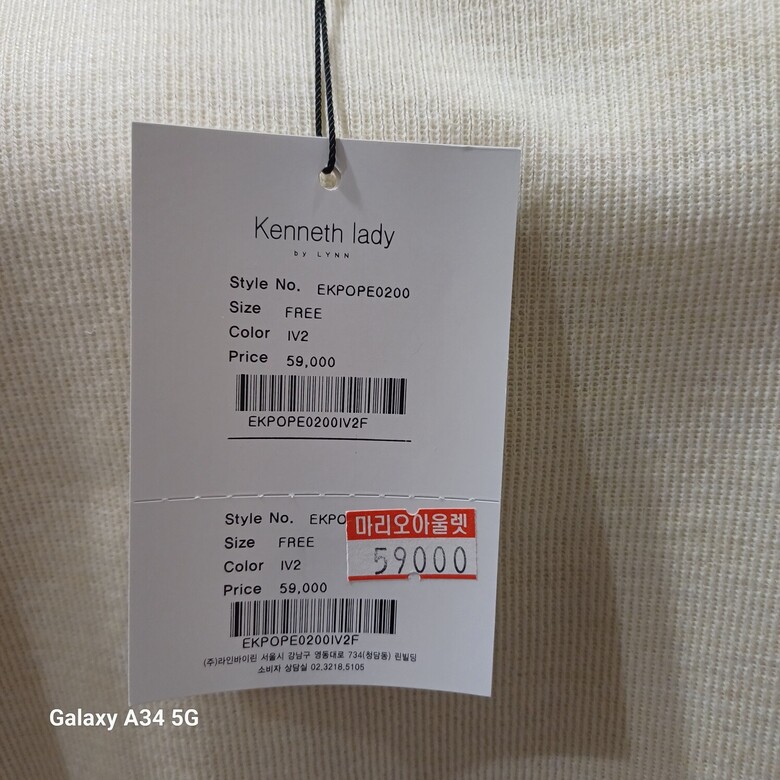 Kenneth lady
by LYNN
Style No. EKPOPE0200
Size FREE
Color IV2
Price 59,000
EKPOPE0200IV2F
Style No. EKPO
마리오아울렛
59000
Size FREE
Color IV2
Price 59,000
EKPOPE0200IV2F
(주)라인바이린 서울시 강남구 영동대로 734(청담동) 린빌딩
소비자 상담실 02.3218.5105
Galaxy A34 5G